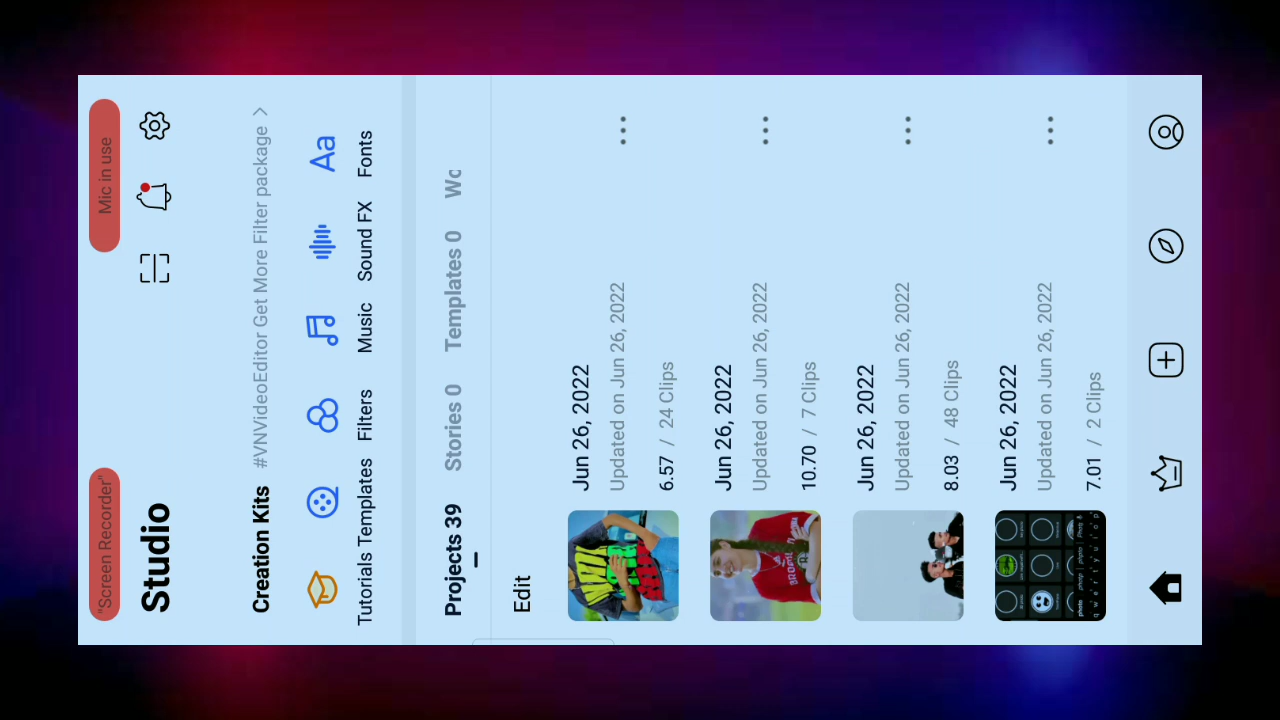 "Screen Recorder" Mic in use
Studio
Creation Kits #VNVideoEditor Get More Filter package >
Tutorials Templates Filters Music Sound FX Fonts
Projects 39 Stories 0 Templates 0 Wo
Edit
Jun 26, 2022
Updated on Jun 26, 2022
6.57 / 24 Clips
Jun 26, 2022
Updated on Jun 26, 2022
10.70 / 7 Clips
Jun 26, 2022
Updated on Jun 26, 2022
8.03 / 48 Clips
Jun 26, 2022
Updated on Jun 26, 2022
7.01 / 2 Clips